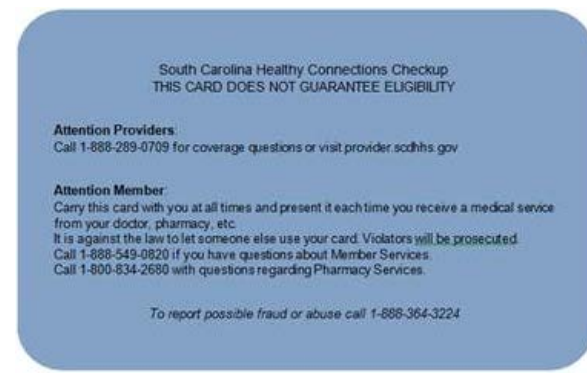 South Carolina Healthy Connections Checkup
THIS CARD DOES NOT GUARANTEE ELIGIBILITY
Attention Providers:
Call 1-888-289-0709 for coverage questions or visit provider.scdhhs.gov
Attention Member:
Carry this card with you at all times and present it each time you receive a medical service
from your doctor, pharmacy, etc.
It is against the law to let someone else use your card. Violators will be prosecuted.
Call 1-888-549-0820 if you have questions about Member Services.
Call 1-800-834-2680 with questions regarding Pharmacy Services.
To report possible fraud or abuse call 1-888-364-3224